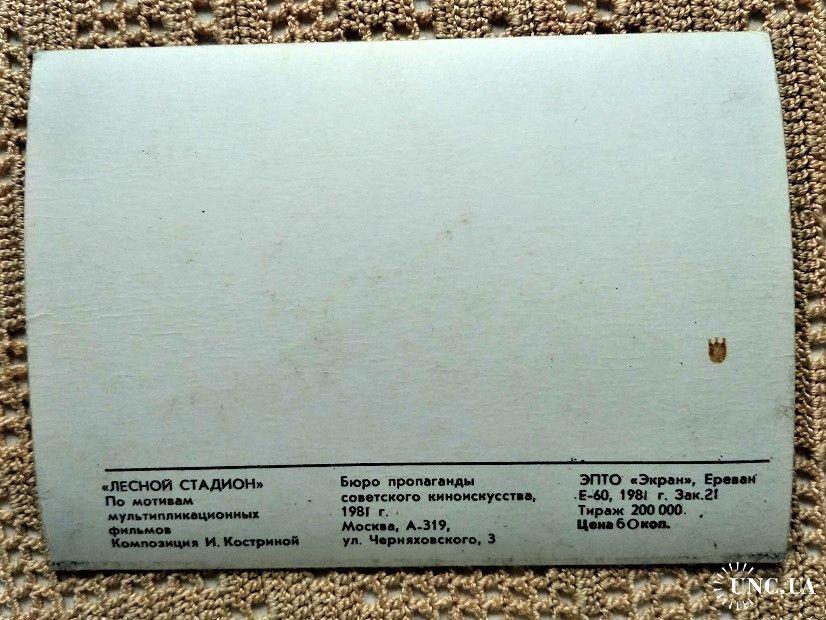 «ЛЕСНОЙ СТАДИОН»
По мотивам
мультипликационных
фильмов
Композиция И. Костриной
Бюро пропаганды
советского киноискусства,
1981 г.
Москва, А-319,
ул. Черняховского, 3
ЭПТО «Экран», Ереван
Е-60, 1981 г. Зак.21
Тираж 200 000.
Цена 60 коп.
UNC.UA